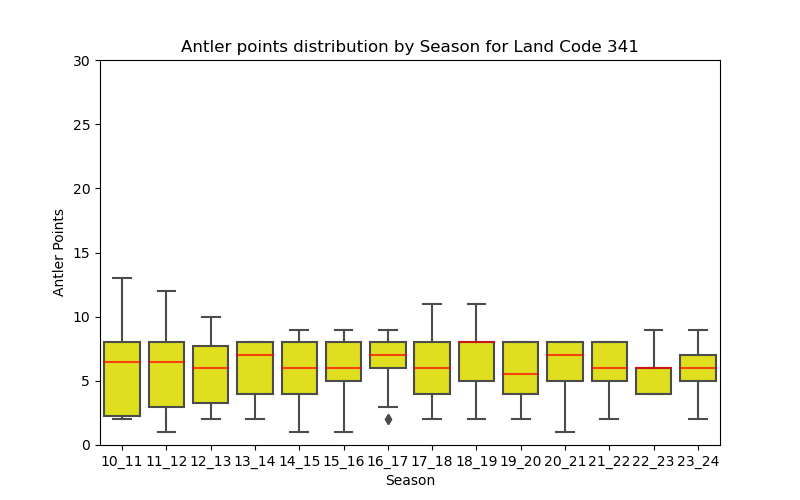 Antler points distribution by Season for Land Code 341
30
25
20
15
10
5
0
Antler Points
10_11 11_12 12_13 13_14 14_15 15_16 16_17 17_18 18_19 19_20 20_21 21_22 22_23 23_24
Season